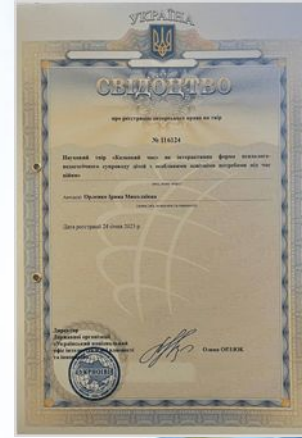 УКРАЇНА
СВІДОЦТВО
про реєстрацію авторського права на твір
№ 116124
Науковий твір «Казковий час» як інтерактивна форма психолого-
педагогічного супроводу дітей з особливими освітніми потребами під час
війни»
Автор(и) Орленко Ірина Миколаївна
Дата реєстрації 24 січня 2023 р.
Директор
Державної організації
«Український національний
офіс інтелектуальної власності
та інновацій»
Олена ОРЛЮК
УКРНОІВІ